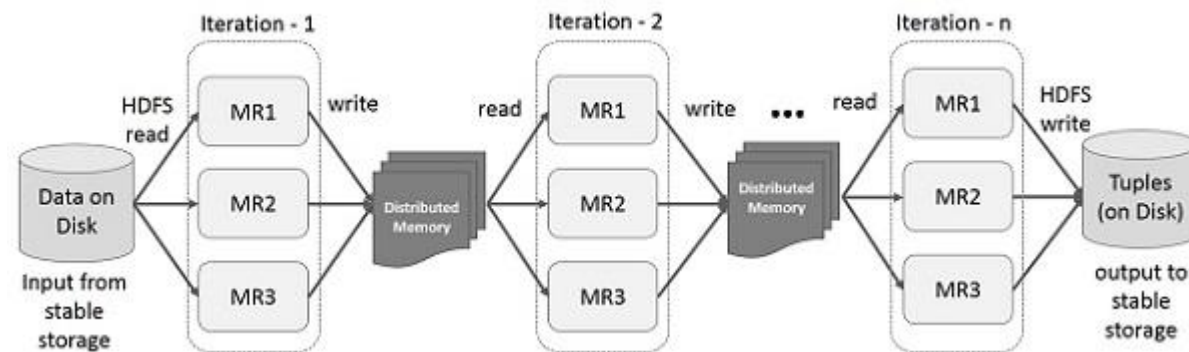 Iteration - 1
Iteration - 2
Iteration - n
HDFS
read
MR1
write
read
MR1
write
...
read
MR1
HDFS
write
Data on
Disk
MR2
Distributed
Memory
MR2
Distributed
Memory
MR2
Tuples
(on Disk)
Input from
stable
storage
MR3
MR3
MR3
output to
stable
storage